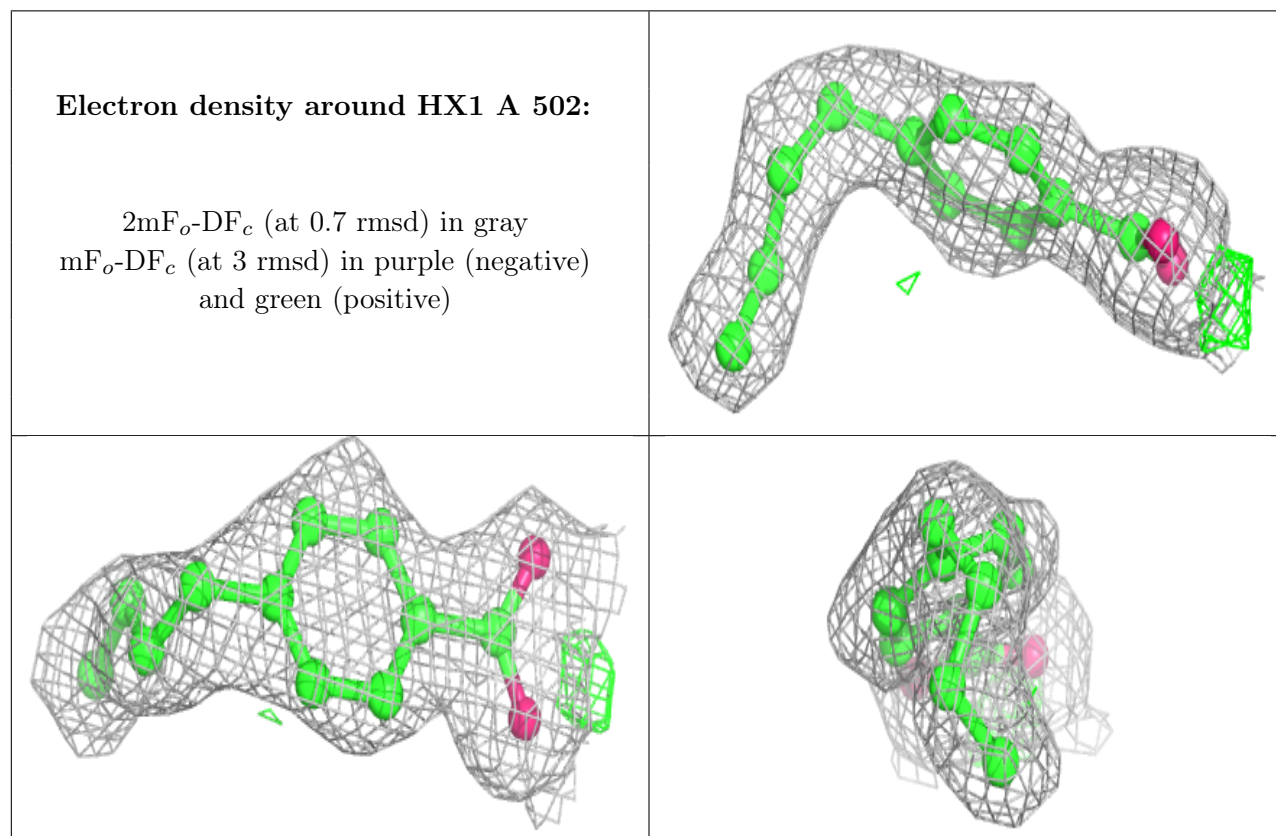 Electron density around HX1 A 502:
2mFo-DFc (at 0.7 rmsd) in gray
mFo-DFc (at 3 rmsd) in purple (negative)
and green (positive)